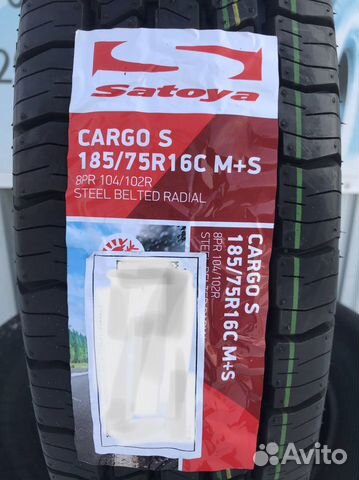 Satoya
CARGO S
185/75R16C M+S
8PR 104/102R
STEEL BELTED RADIAL
CARGO S
185/75R16C M+S
8PR 104/102R
Avito